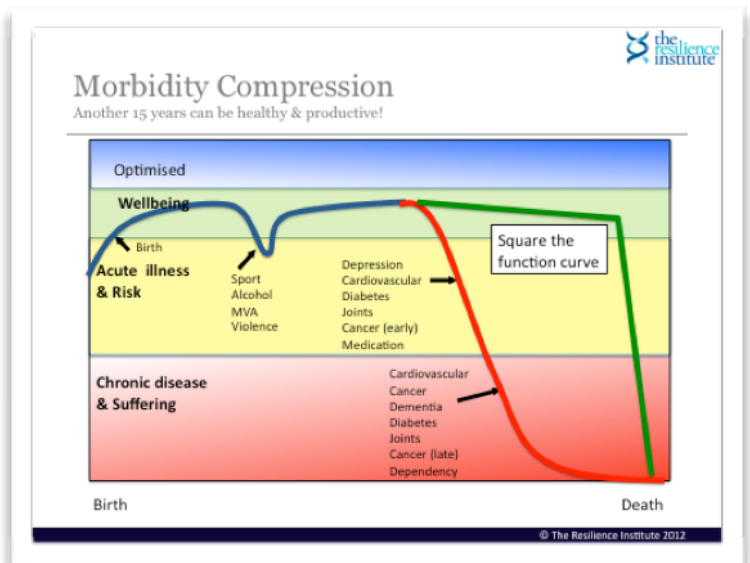 the
resilience
institute
Morbidity Compression
Another 15 years can be healthy & productive!
Optimised
Wellbeing
Birth
Acute illness
& Risk
Sport
Alcohol
MVA
Violence
Depression
Cardiovascular
Diabetes
Joints
Cancer (early)
Medication
Square the
function curve
Chronic disease
& Suffering
Cardiovascular
Cancer
Dementia
Diabetes
Joints
Cancer (late)
Dependency
Birth
Death
© The Resilience Institute 2012